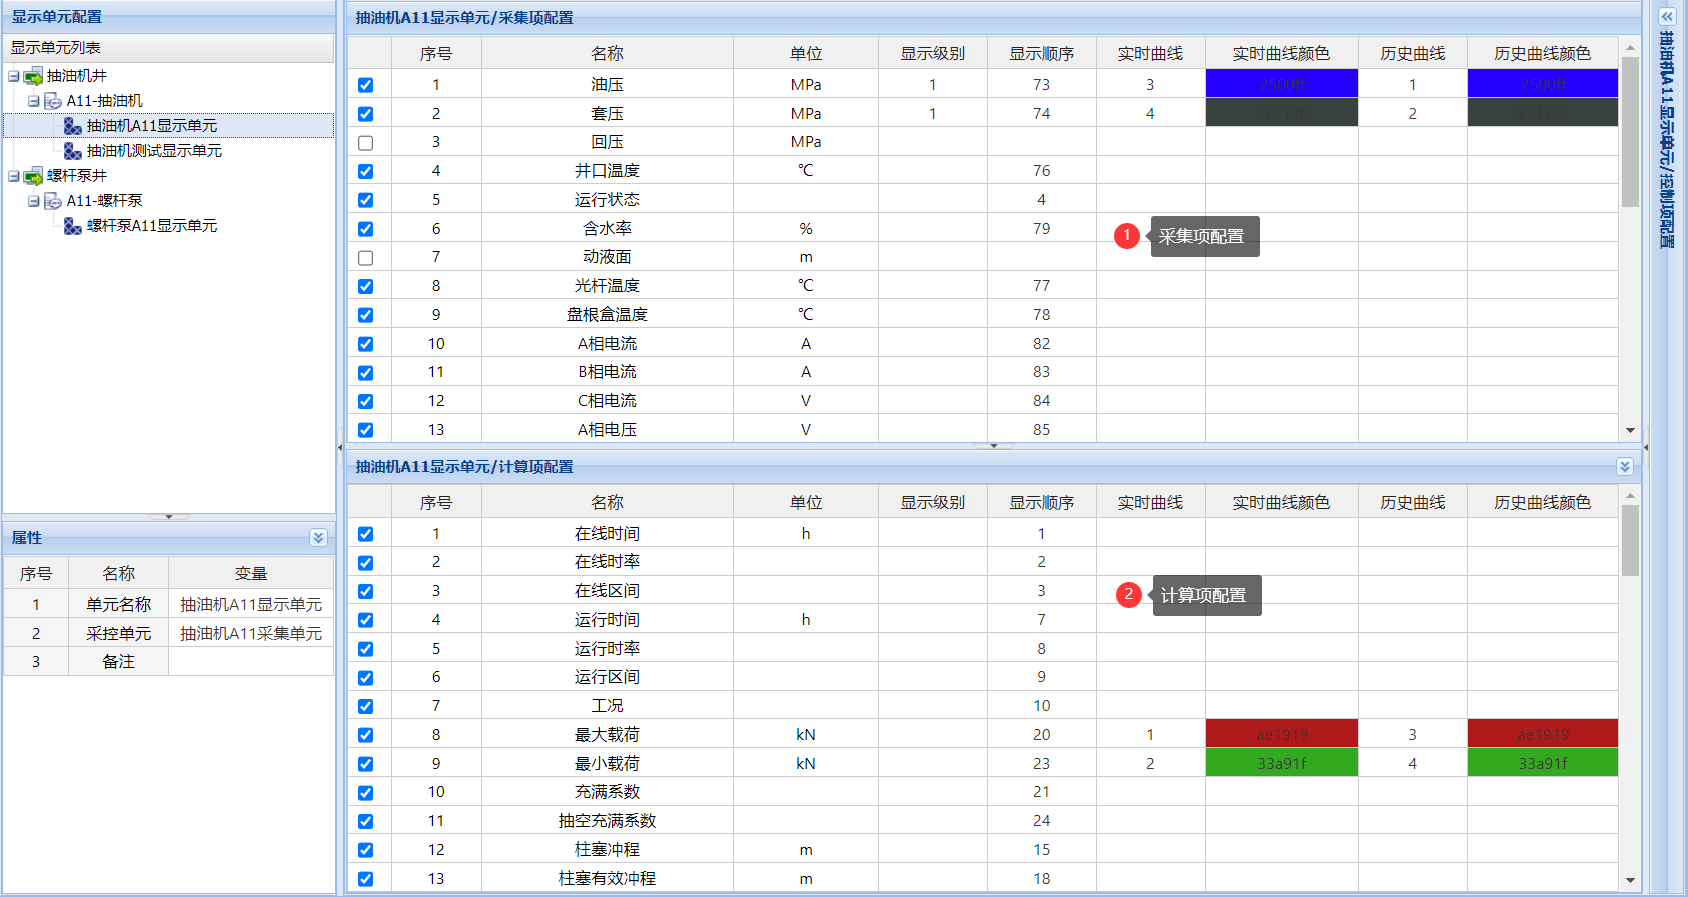 显示单元配置
显示单元列表
抽油机井
A11-抽油机
抽油机A11显示单元
抽油机测试显示单元
螺杆泵井
A11-螺杆泵
螺杆泵A11显示单元
属性
序号 名称 变量
1 单元名称 抽油机A11显示单元
2 采控单元 抽油机A11采集单元
3 备注
抽油机A11显示单元/采集项配置
序号 名称 单位 显示级别 显示顺序 实时曲线 实时曲线颜色 历史曲线 历史曲线颜色
1 油压 MPa 1 73 3 2500ff 1 2500ff
2 套压 MPa 1 74 4 374140 2 374140
3 回压 MPa
4 井口温度 ℃ 76
5 运行状态 4
6 含水率 % 79
7 动液面 m
8 光杆温度 ℃ 77
9 盘根盒温度 ℃ 78
10 A相电流 A 82
11 B相电流 A 83
12 C相电流 V 84
13 A相电压 V 85
1 采集项配置
抽油机A11显示单元/计算项配置
序号 名称 单位 显示级别 显示顺序 实时曲线 实时曲线颜色 历史曲线 历史曲线颜色
1 在线时间 h 1
2 在线时率 2
3 在线区间 3
4 运行时间 h 7
5 运行时率 8
6 运行区间 9
7 工况 10
8 最大载荷 kN 20 1 ae1919 3 ae1919
9 最小载荷 kN 23 2 33a91f 4 33a91f
10 充满系数 21
11 抽空充满系数 24
12 柱塞冲程 m 15
13 柱塞有效冲程 m 18
2 计算项配置
抽油机A11显示单元/控制项配置